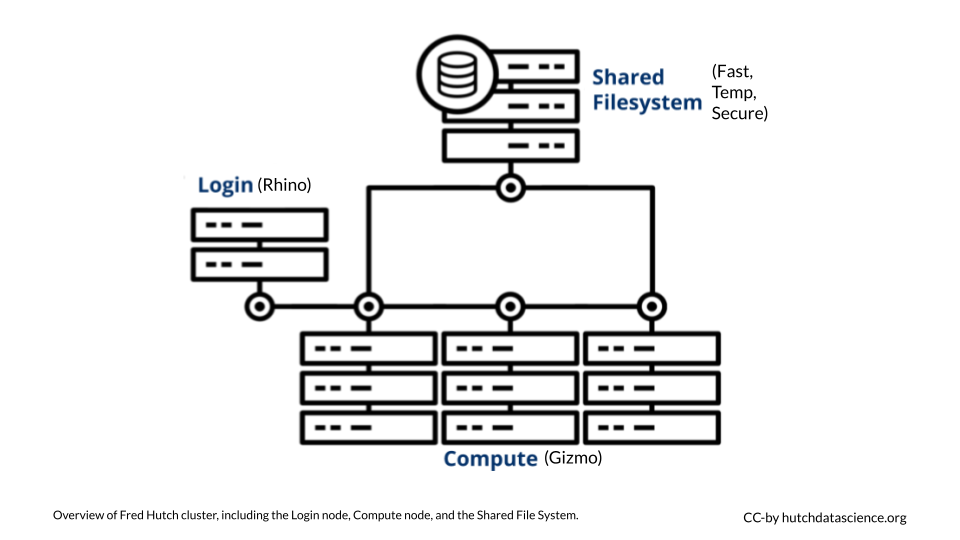 Shared
Filesystem
(Fast,
Temp,
Secure)
Login (Rhino)
Compute (Gizmo)
Overview of Fred Hutch cluster, including the Login node, Compute node, and the Shared File System.
CC-by hutchdatascience.org